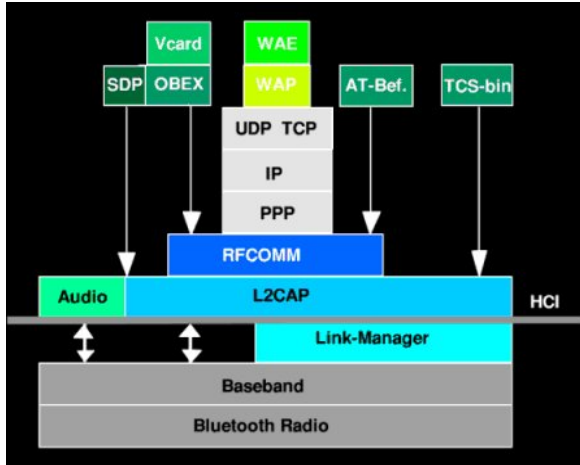 Vcard WAE
SDP OBEX WAP AT-Bef. TCS-bin
UDP TCP
IP
PPP
RFCOMM
Audio L2CAP HCI
Link-Manager
Baseband
Bluetooth Radio